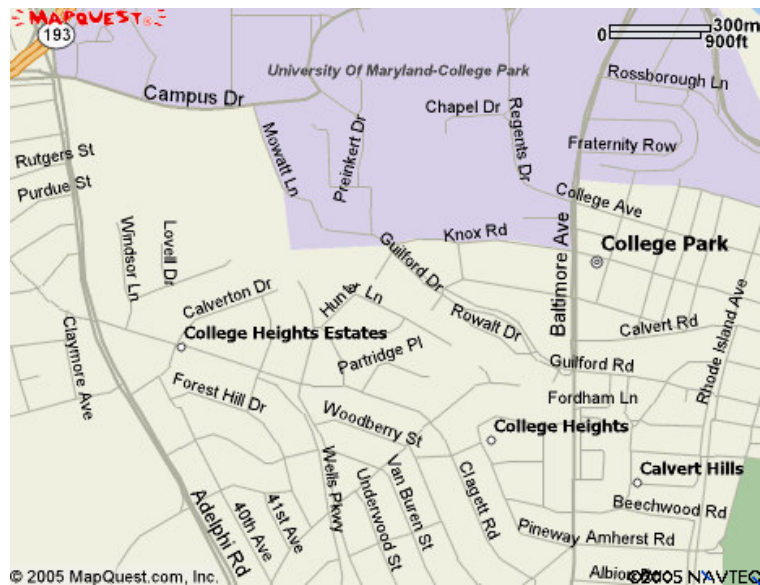 MAPQUEST
193
300m
0
900ft
University Of Maryland-College Park
Rossborough Ln
Campus Dr
Chapel Dr
Regents Dr
Mowatt Ln
Preinkert Dr
Fraternity Row
Rutgers St
Purdue St
College Ave
Windsor Ln
Lovell Dr
Knox Rd
College Park
Guilford Dr
Baltimore Ave
Calverton Dr
Hunter Ln
Rowalt Dr
Calvert Rd
Rhode Island Ave
Claymore Ave
College Heights Estates
Partridge Pl
Guilford Rd
Forest Hill Dr
Fordham Ln
Woodberry St
College Heights
Wells Pkwy
Underwood St
Van Buren St
Clagett Rd
Calvert Hills
Adelphi Rd
40th Ave
41st Ave
Beechwood Rd
Pineway
Amherst Rd
© 2005 MapQuest.com, Inc.
NAVTEQ